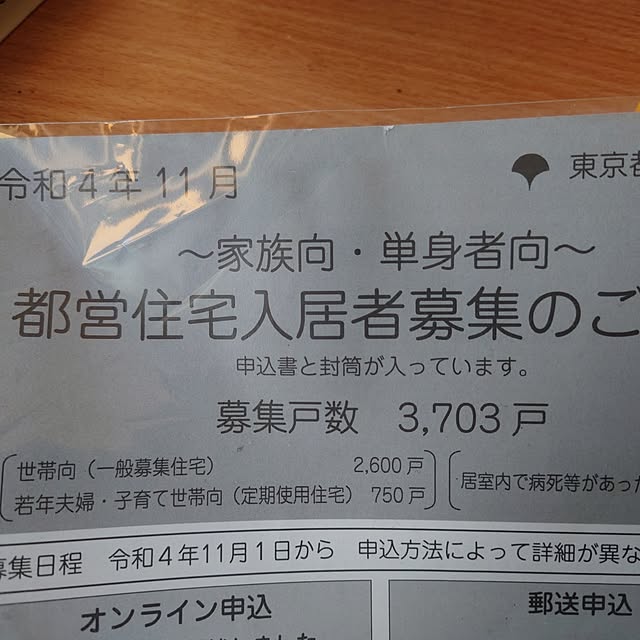 令和4年11月
東京都
～家族向・単身者向～
都営住宅入居者募集のご
申込書と封筒が入っています。
募集戸数 3,703戸
世帯向（一般募集住宅） 2,600戸
若年夫婦・子育て世帯向（定期使用住宅） 750戸
居室内で病死等があった
募集日程 令和4年11月1日から 申込方法によって詳細が異な
オンライン申込
郵送申込